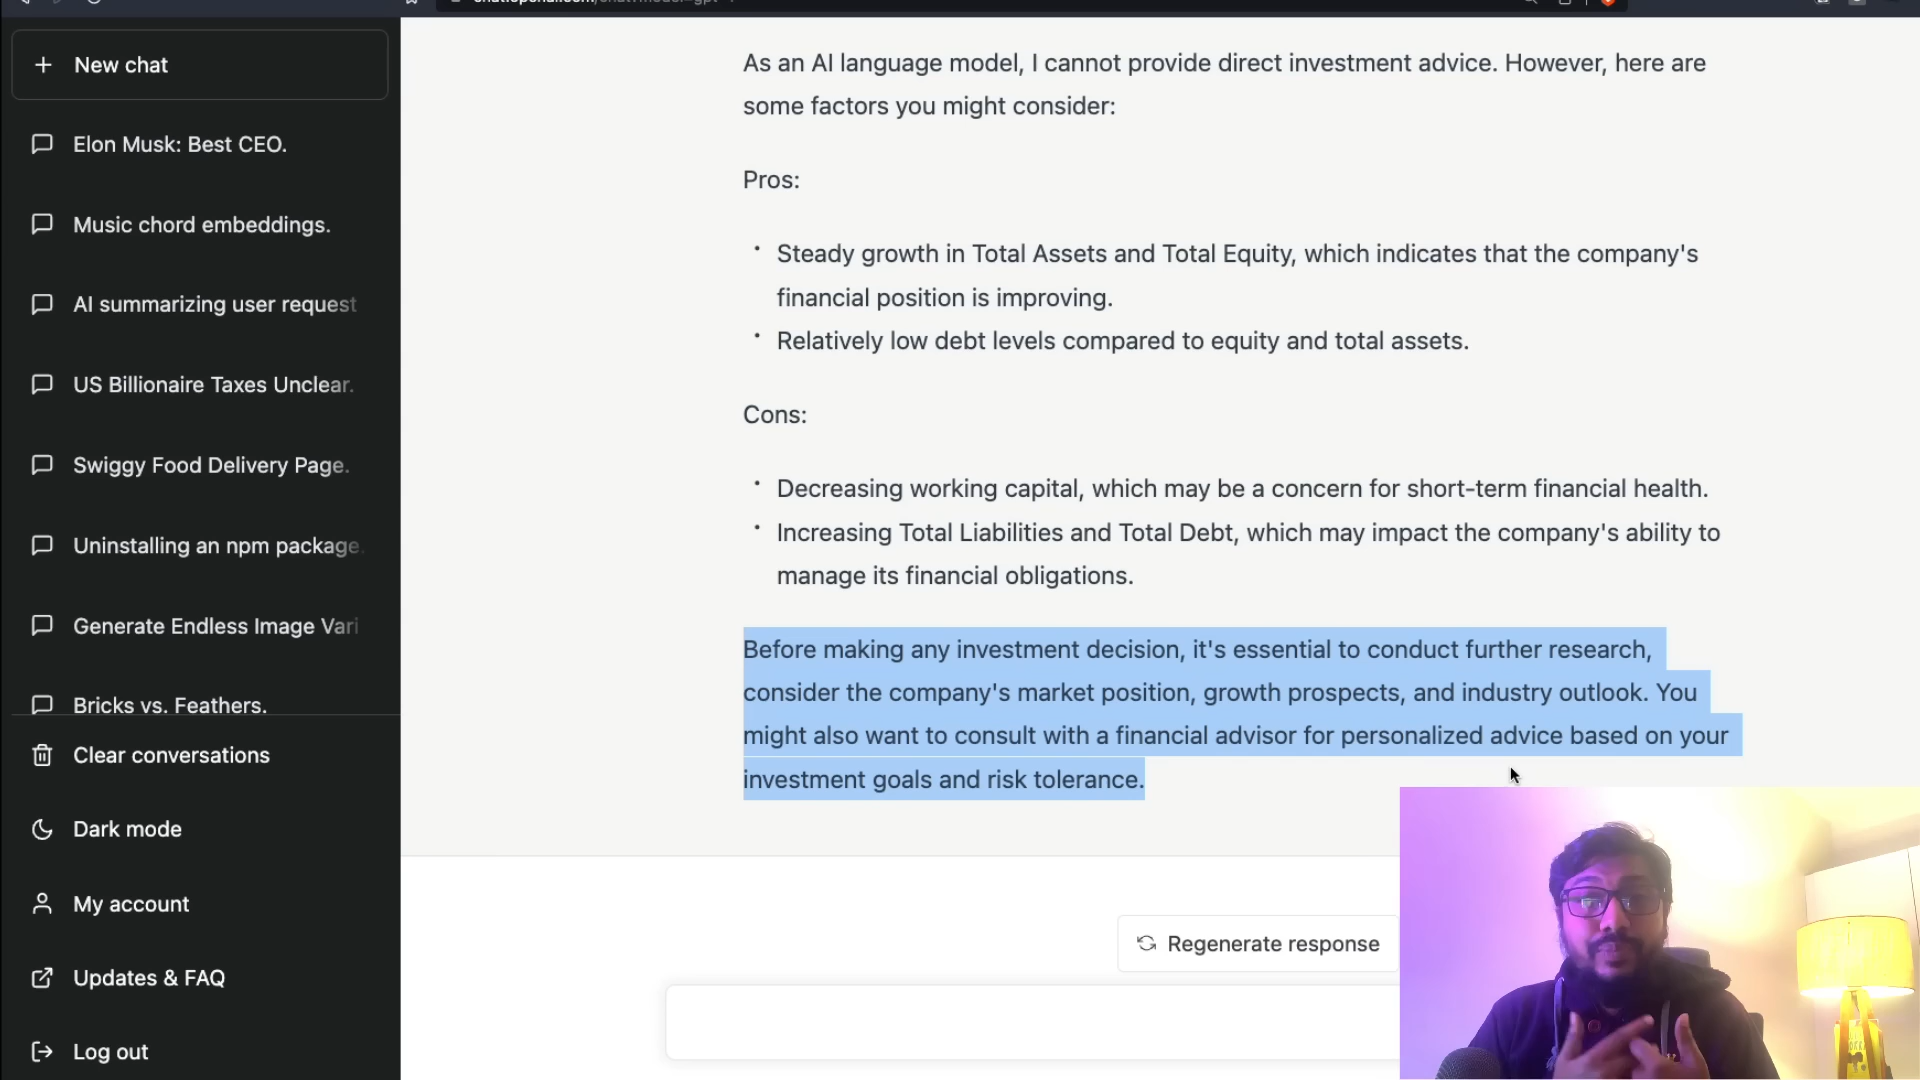 New chat
Elon Musk: Best CEO.
Music chord embeddings.
AI summarizing user request
US Billionaire Taxes Unclear.
Swiggy Food Delivery Page.
Uninstalling an npm package.
Generate Endless Image Vari
Bricks vs. Feathers.
Clear conversations
Dark mode
My account
Updates & FAQ
Log out
As an AI language model, I cannot provide direct investment advice. However, here are
some factors you might consider:
Pros:
• Steady growth in Total Assets and Total Equity, which indicates that the company's
financial position is improving.
• Relatively low debt levels compared to equity and total assets.
Cons:
• Decreasing working capital, which may be a concern for short-term financial health.
• Increasing Total Liabilities and Total Debt, which may impact the company's ability to
manage its financial obligations.
Before making any investment decision, it's essential to conduct further research,
consider the company's market position, growth prospects, and industry outlook. You
might also want to consult with a financial advisor for personalized advice based on your
investment goals and risk tolerance.
Regenerate response